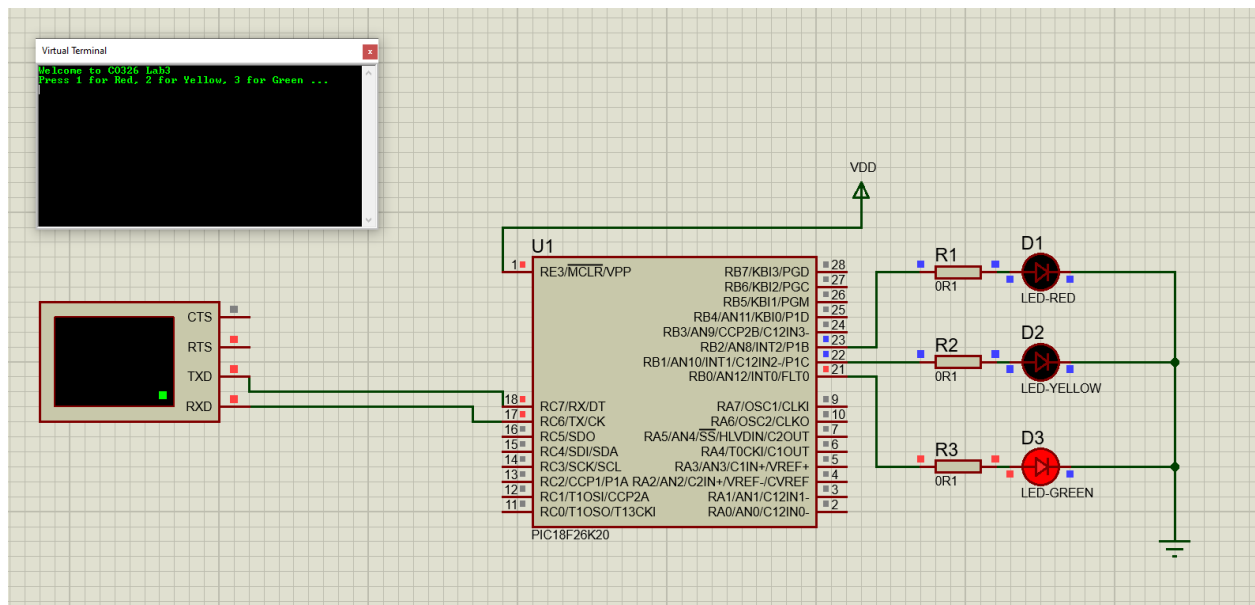 Virtual Terminal
x
Welcome to CO326 Lab3
Press 1 for Red, 2 for Yellow, 3 for Green ...
VDD
U1
1
RE3/MCLR/VPP
RB7/KBI3/PGD
28
RB6/KBI2/PGC
27
RB5/KBI1/PGM
26
RB4/AN11/KBI0/P1D
25
RB3/AN9/CCP2B/C12IN3-
24
RB2/AN8/INT2/P1B
23
RB1/AN10/INT1/C12IN2-/P1C
22
RB0/AN12/INT0/FLT0
21
18
RC7/RX/DT
RA7/OSC1/CLKI
9
17
RC6/TX/CK
RA6/OSC2/CLKO
10
16
RC5/SDO
RA5/AN4/SS/HLVDIN/C2OUT
7
15
RC4/SDI/SDA
RA4/T0CKI/C1OUT
6
14
RC3/SCK/SCL
RA3/AN3/C1IN+/VREF+
5
13
RC2/CCP1/P1A
RA2/AN2/C2IN+/VREF-/CVREF
4
12
RC1/T1OSI/CCP2A
RA1/AN1/C12IN1-
3
11
RC0/T1OSO/T13CKI
RA0/AN0/C12IN0-
2
PIC18F26K20
CTS
RTS
TXD
RXD
R1
0R1
D1
LED-RED
R2
0R1
D2
LED-YELLOW
R3
0R1
D3
LED-GREEN